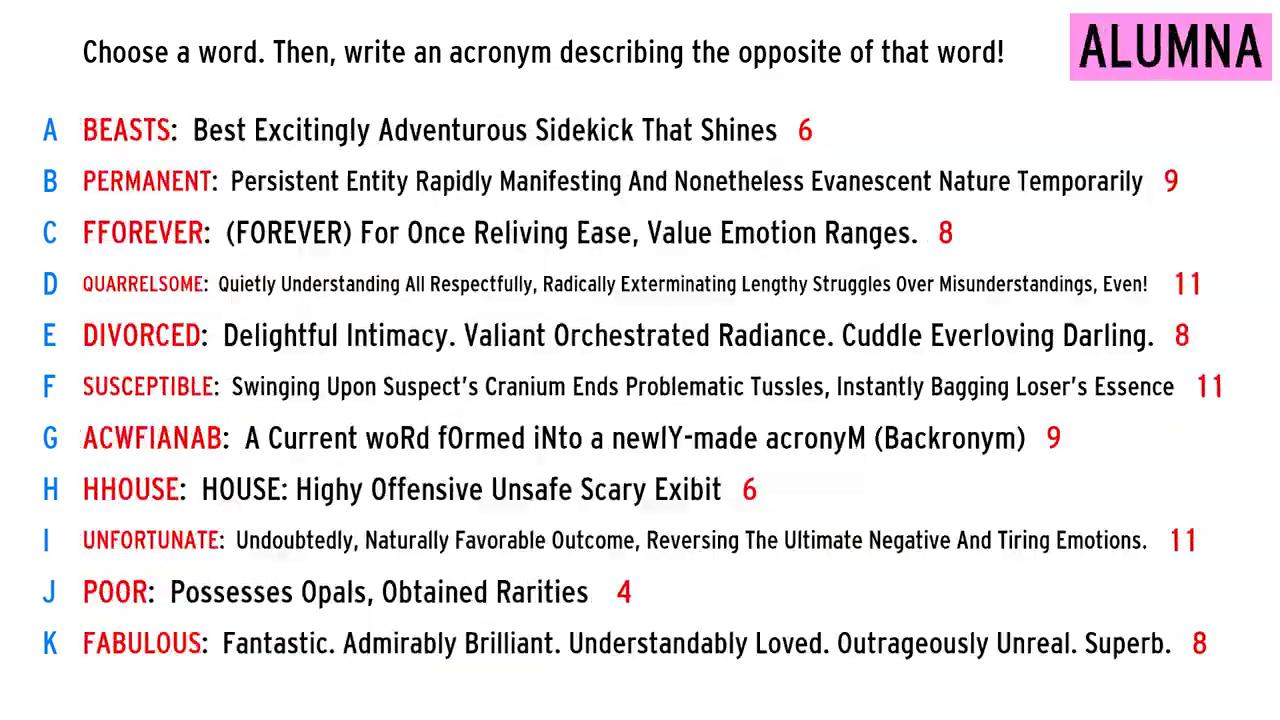 Choose a word. Then, write an acronym describing the opposite of that word!
ALUMNA
A BEASTS: Best Excitingly Adventurous Sidekick That Shines 6
B PERMANENT: Persistent Entity Rapidly Manifesting And Nonetheless Evanescent Nature Temporarily 9
C FFOREVER: (FOREVER) For Once Reliving Ease, Value Emotion Ranges. 8
D QUARRELSOME: Quietly Understanding All Respectfully, Radically Exterminating Lengthy Struggles Over Misunderstandings, Even! 11
E DIVORCED: Delightful Intimacy. Valiant Orchestrated Radiance. Cuddle Everloving Darling. 8
F SUSCEPTIBLE: Swinging Upon Suspect's Cranium Ends Problematic Tussles, Instantly Bagging Loser's Essence 11
G ACWFIANAB: A Current woRd fOrmed iNto a newlY-made acronyM (Backronym) 9
H HHOUSE: HOUSE: Highy Offensive Unsafe Scary Exibit 6
I UNFORTUNATE: Undoubtedly, Naturally Favorable Outcome, Reversing The Ultimate Negative And Tiring Emotions. 11
J POOR: Possesses Opals, Obtained Rarities 4
K FABULOUS: Fantastic. Admirably Brilliant. Understandably Loved. Outrageously Unreal. Superb. 8